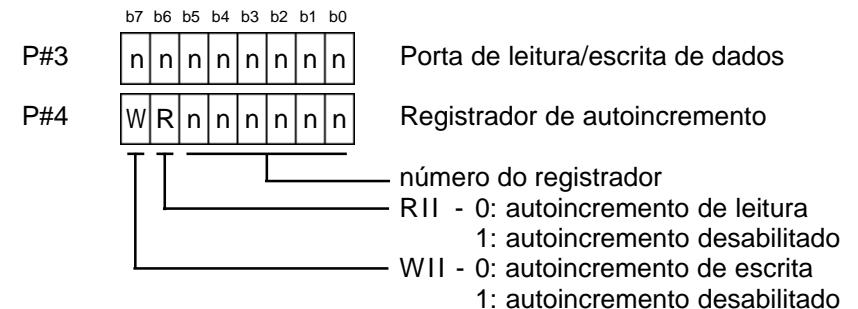 b7 b6 b5 b4 b3 b2 b1 b0
P#3 n n n n n n n n Porta de leitura/escrita de dados
P#4 W R n n n n n n Registrador de autoincremento
número do registrador
RII - 0: autoincremento de leitura
1: autoincremento desabilitado
WII - 0: autoincremento de escrita
1: autoincremento desabilitado